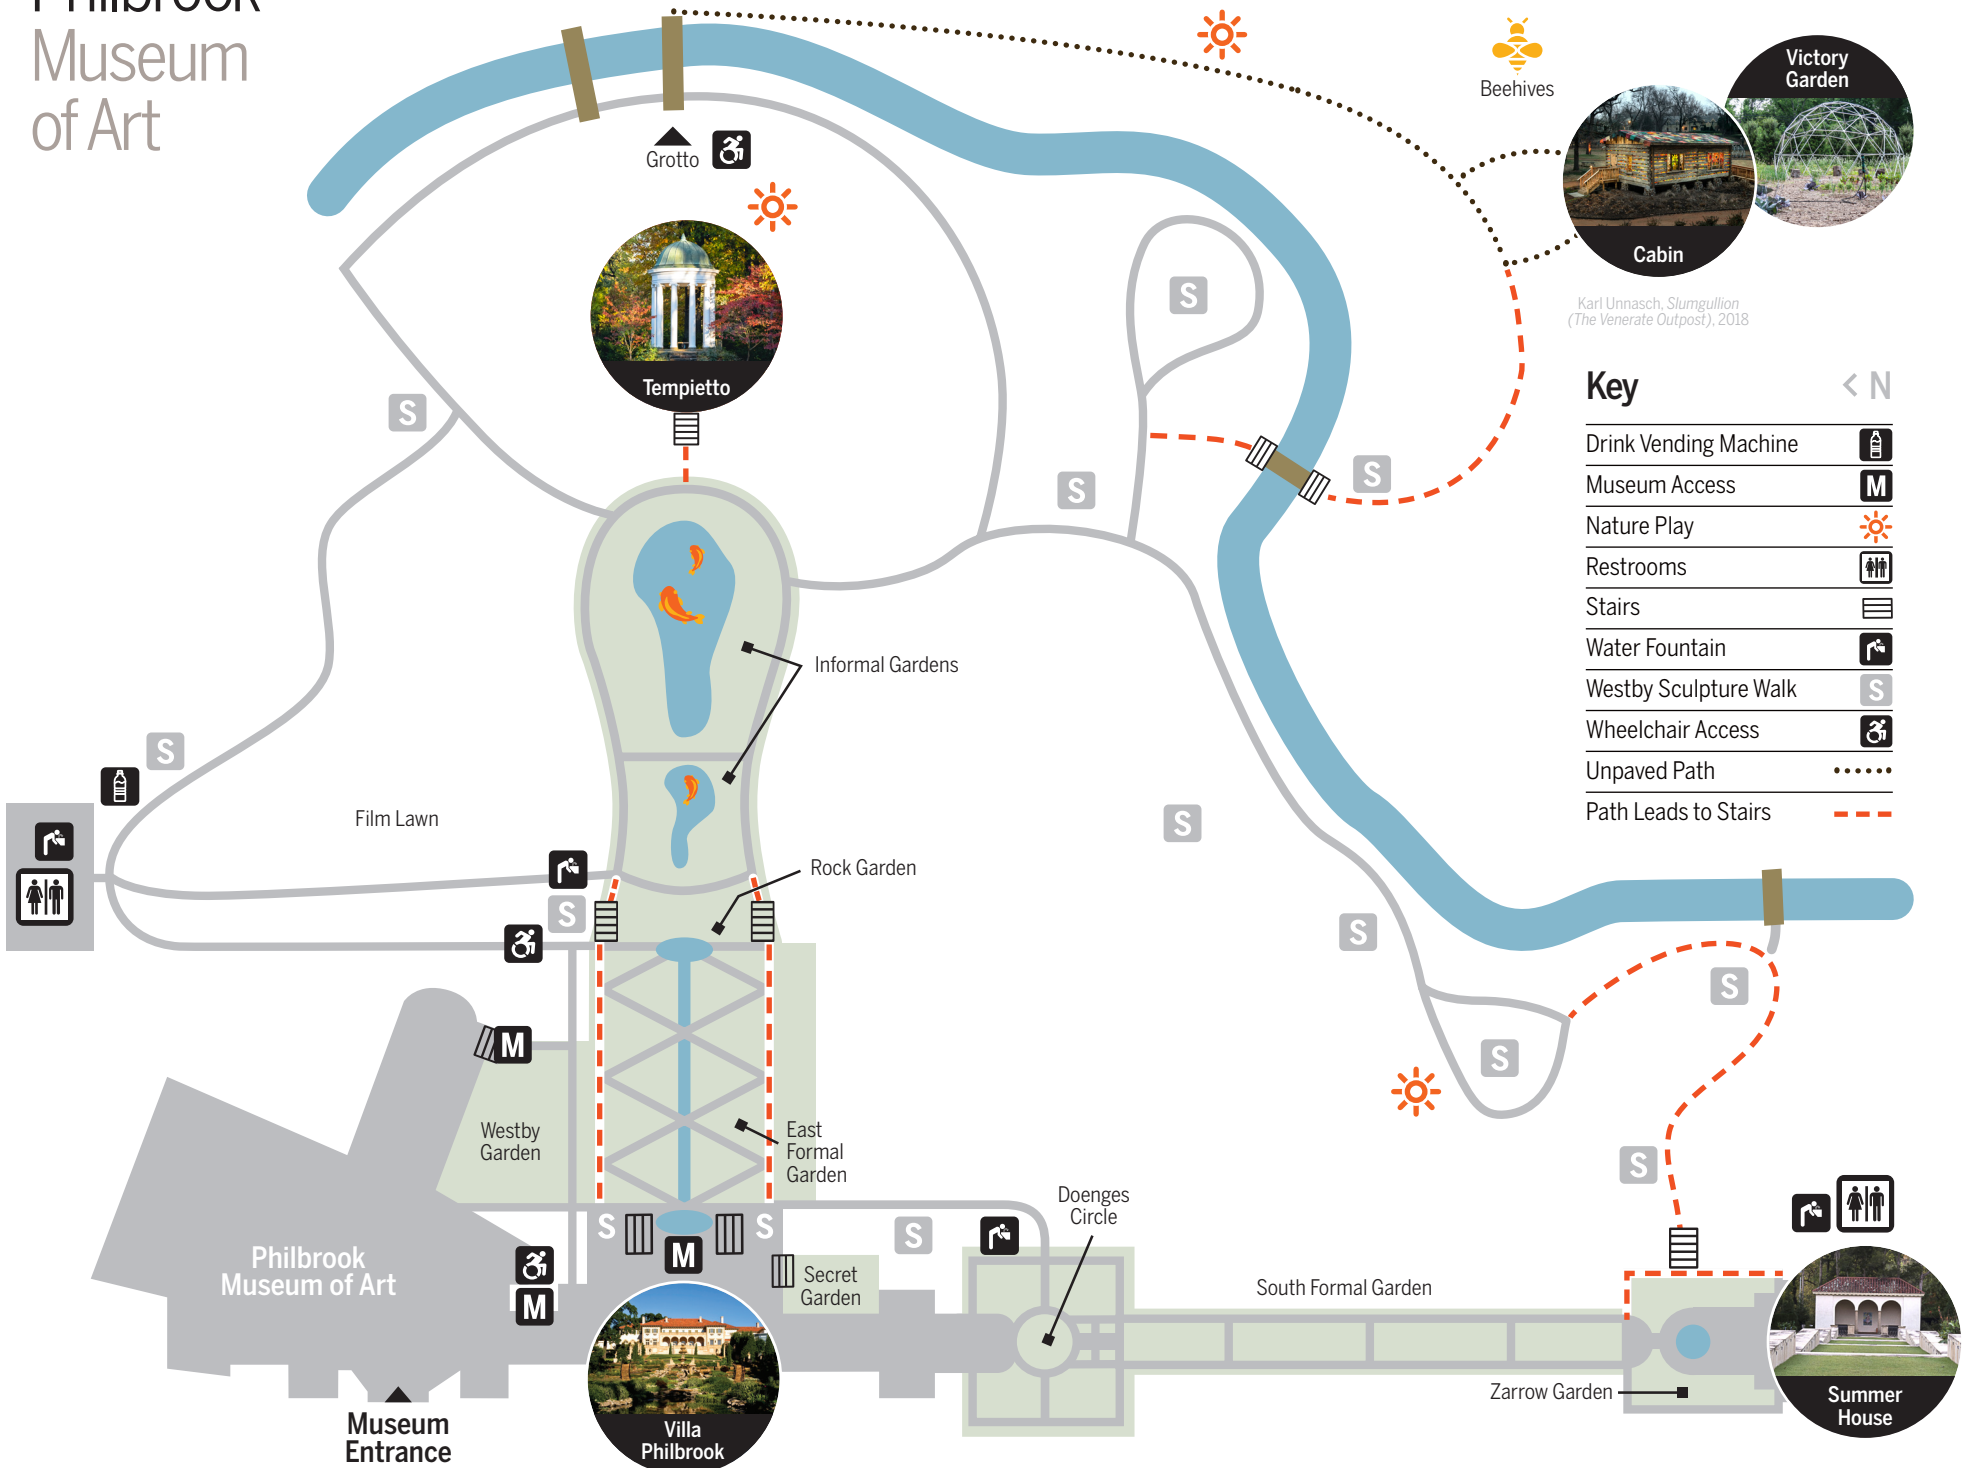 Philbrook
Museum
of Art
Beehives
Victory
Garden
Cabin
Karl Unnasch, Slumgullion
(The Venerate Outpost), 2018
Grotto
Tempietto
S
S
S
S
Key
< N
Drink Vending Machine
Museum Access
M
Nature Play
Restrooms
Stairs
Water Fountain
Westby Sculpture Walk
S
Wheelchair Access
Unpaved Path
Path Leads to Stairs
Informal Gardens
S
Film Lawn
S
Rock Garden
S
S
S
S
M
Westby
Garden
East
Formal
Garden
S
Doenges
Circle
S
S
S
M
Philbrook
Museum of Art
M
Secret
Garden
South Formal Garden
Zarrow Garden
Summer
House
Museum
Entrance
Villa
Philbrook